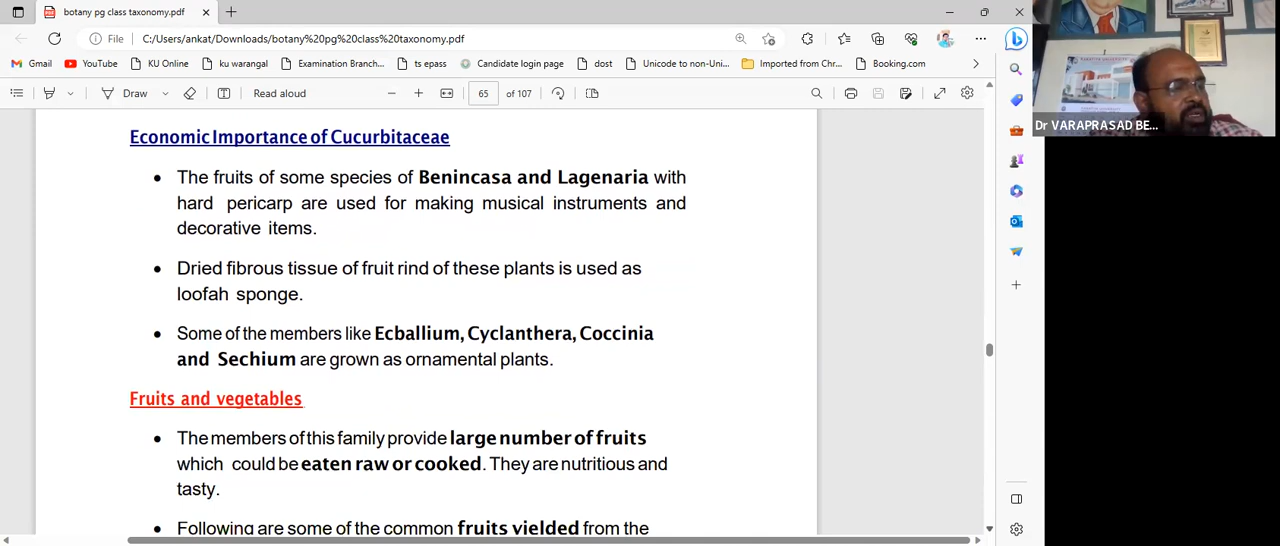 botany pg class taxonomy.pdf
File C:/Users/ankat/Downloads/botany%20pg%20class%20taxonomy.pdf
Gmail YouTube KU Online ku warangal Examination Branch... ts epass Candidate login page dost Unicode to non-Uni... Imported from Chr... Booking.com
Draw Read aloud 65 of 107
Dr VARAPRASAD BE...
Economic Importance of Cucurbitaceae
• The fruits of some species of Benincasa and Lagenaria with
hard pericarp are used for making musical instruments and
decorative items.
• Dried fibrous tissue of fruit rind of these plants is used as
loofah sponge.
• Some of the members like Ecballium, Cyclanthera, Coccinia
and Sechium are grown as ornamental plants.
Fruits and vegetables
• The members of this family provide large number of fruits
which could be eaten raw or cooked. They are nutritious and
tasty.
• Following are some of the common fruits yielded from the